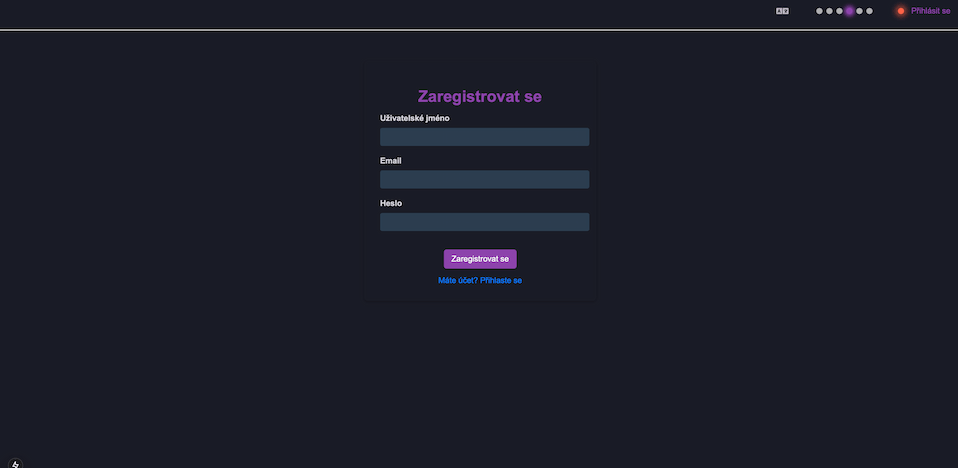 Přihlásit se
Zaregistrovat se
Uživatelské jméno
Email
Heslo
Zaregistrovat se
Máte účet? Přihlaste se